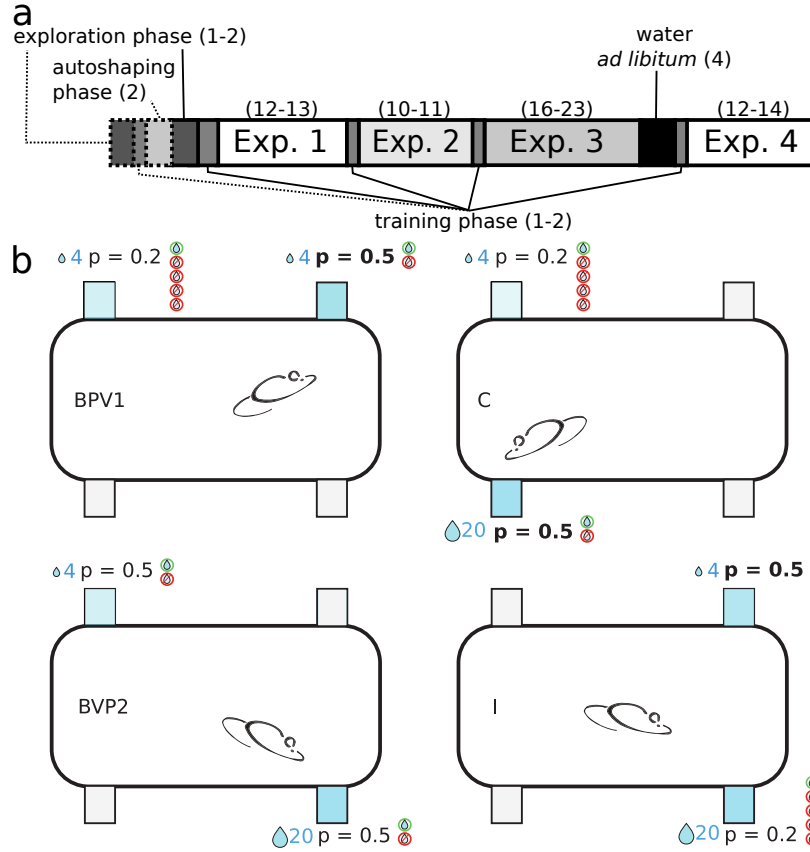 a
exploration phase (1-2)
autoshaping
phase (2)
water
ad libitum (4)
(12-13)
(10-11)
(16-23)
(12-14)
Exp. 1
Exp. 2
Exp. 3
Exp. 4
training phase (1-2)
b
4 p = 0.2
4 p = 0.5
4 p = 0.2
BPV1
C
20 p = 0.5
4 p = 0.5
4 p = 0.5
BVP2
I
20 p = 0.5
20 p = 0.2